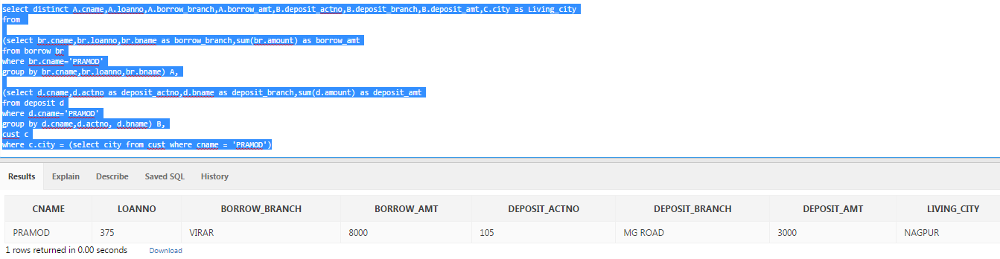 select distinct A.cname,A.loanno,A.borrow_branch,A.borrow_amt,B.deposit_actno,B.deposit_branch,B.deposit_amt,C.city as Living_city
from
(select br.cname,br.loanno,br.bname as borrow_branch,sum(br.amount) as borrow_amt
from borrow br
where br.cname='PRAMOD'
group by br.cname,br.loanno,br.bname) A,
(select d.cname,d.actno as deposit_actno,d.bname as deposit_branch,sum(d.amount) as deposit_amt
from deposit d
where d.cname='PRAMOD'
group by d.cname,d.actno, d.bname) B,
cust c
where c.city = (select city from cust where cname = 'PRAMOD')
Results Explain Describe Saved SQL History
CNAME LOANNO BORROW_BRANCH BORROW_AMT DEPOSIT_ACTNO DEPOSIT_BRANCH DEPOSIT_AMT LIVING_CITY
PRAMOD 375 VIRAR 8000 105 MG ROAD 3000 NAGPUR
1 rows returned in 0.00 seconds Download